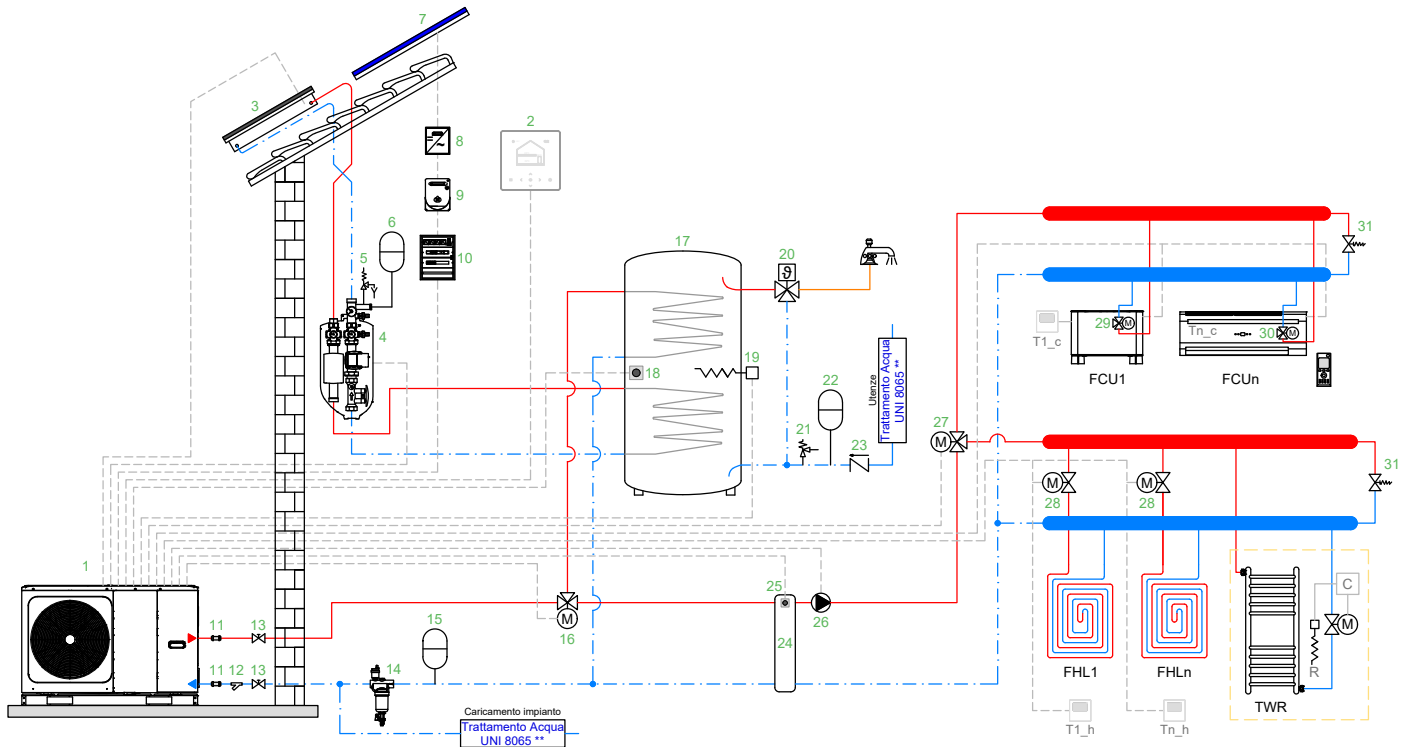 7
3
2
8
9
6
5
10
17
20
31
4
29
M
T1_c
Tn_c
30
M
FCU1
FCUn
18
19
22
Utenze
Trattamento Acqua
UNI 8065 **
21
23
27
M
31
M
28
M
28
1
25
15
11
13
M
16
26
24
C
M
R
11
12
13
14
FHL1
FHLn
TWR
Caricamento impianto
Trattamento Acqua
UNI 8065 **
T1_h
Tn_h
ϑ